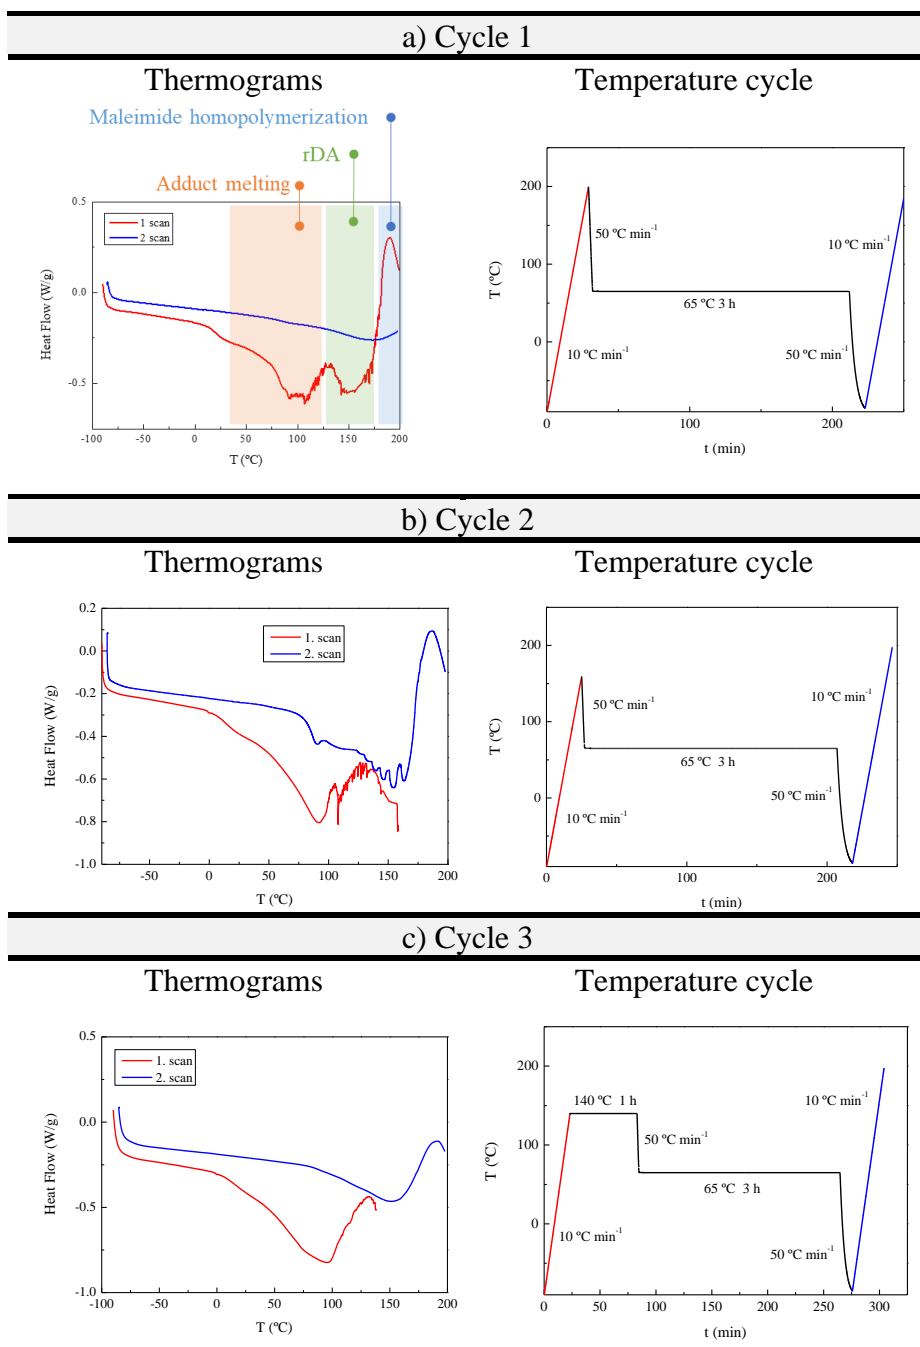 a) Cycle 1
Thermograms
Temperature cycle
Maleimide homopolymerization
rDA
Adduct melting
1 scan
2 scan
Heat Flow (W/g)
0.5
0.0
-0.5
-100 -50 0 50 100 150 200
T (ºC)
T (ºC)
200
100
0
50 ºC min-1
10 ºC min-1
65 ºC 3 h
10 ºC min-1
50 ºC min-1
0 100 200
t (min)
b) Cycle 2
Thermograms
Temperature cycle
1. scan
2. scan
Heat Flow (W/g)
0.2
0.0
-0.2
-0.4
-0.6
-0.8
-1.0
-50 0 50 100 150 200
T (ºC)
T (ºC)
200
100
0
50 ºC min-1
10 ºC min-1
65 ºC 3 h
10 ºC min-1
50 ºC min-1
0 100 200
t (min)
c) Cycle 3
Thermograms
Temperature cycle
1. scan
2. scan
Heat Flow (W/g)
0.5
0.0
-0.5
-1.0
-100 -50 0 50 100 150 200
T (ºC)
T (ºC)
200
100
0
140 ºC 1 h
10 ºC min-1
50 ºC min-1
65 ºC 3 h
10 ºC min-1
50 ºC min-1
0 50 100 150 200 250 300
t (min)